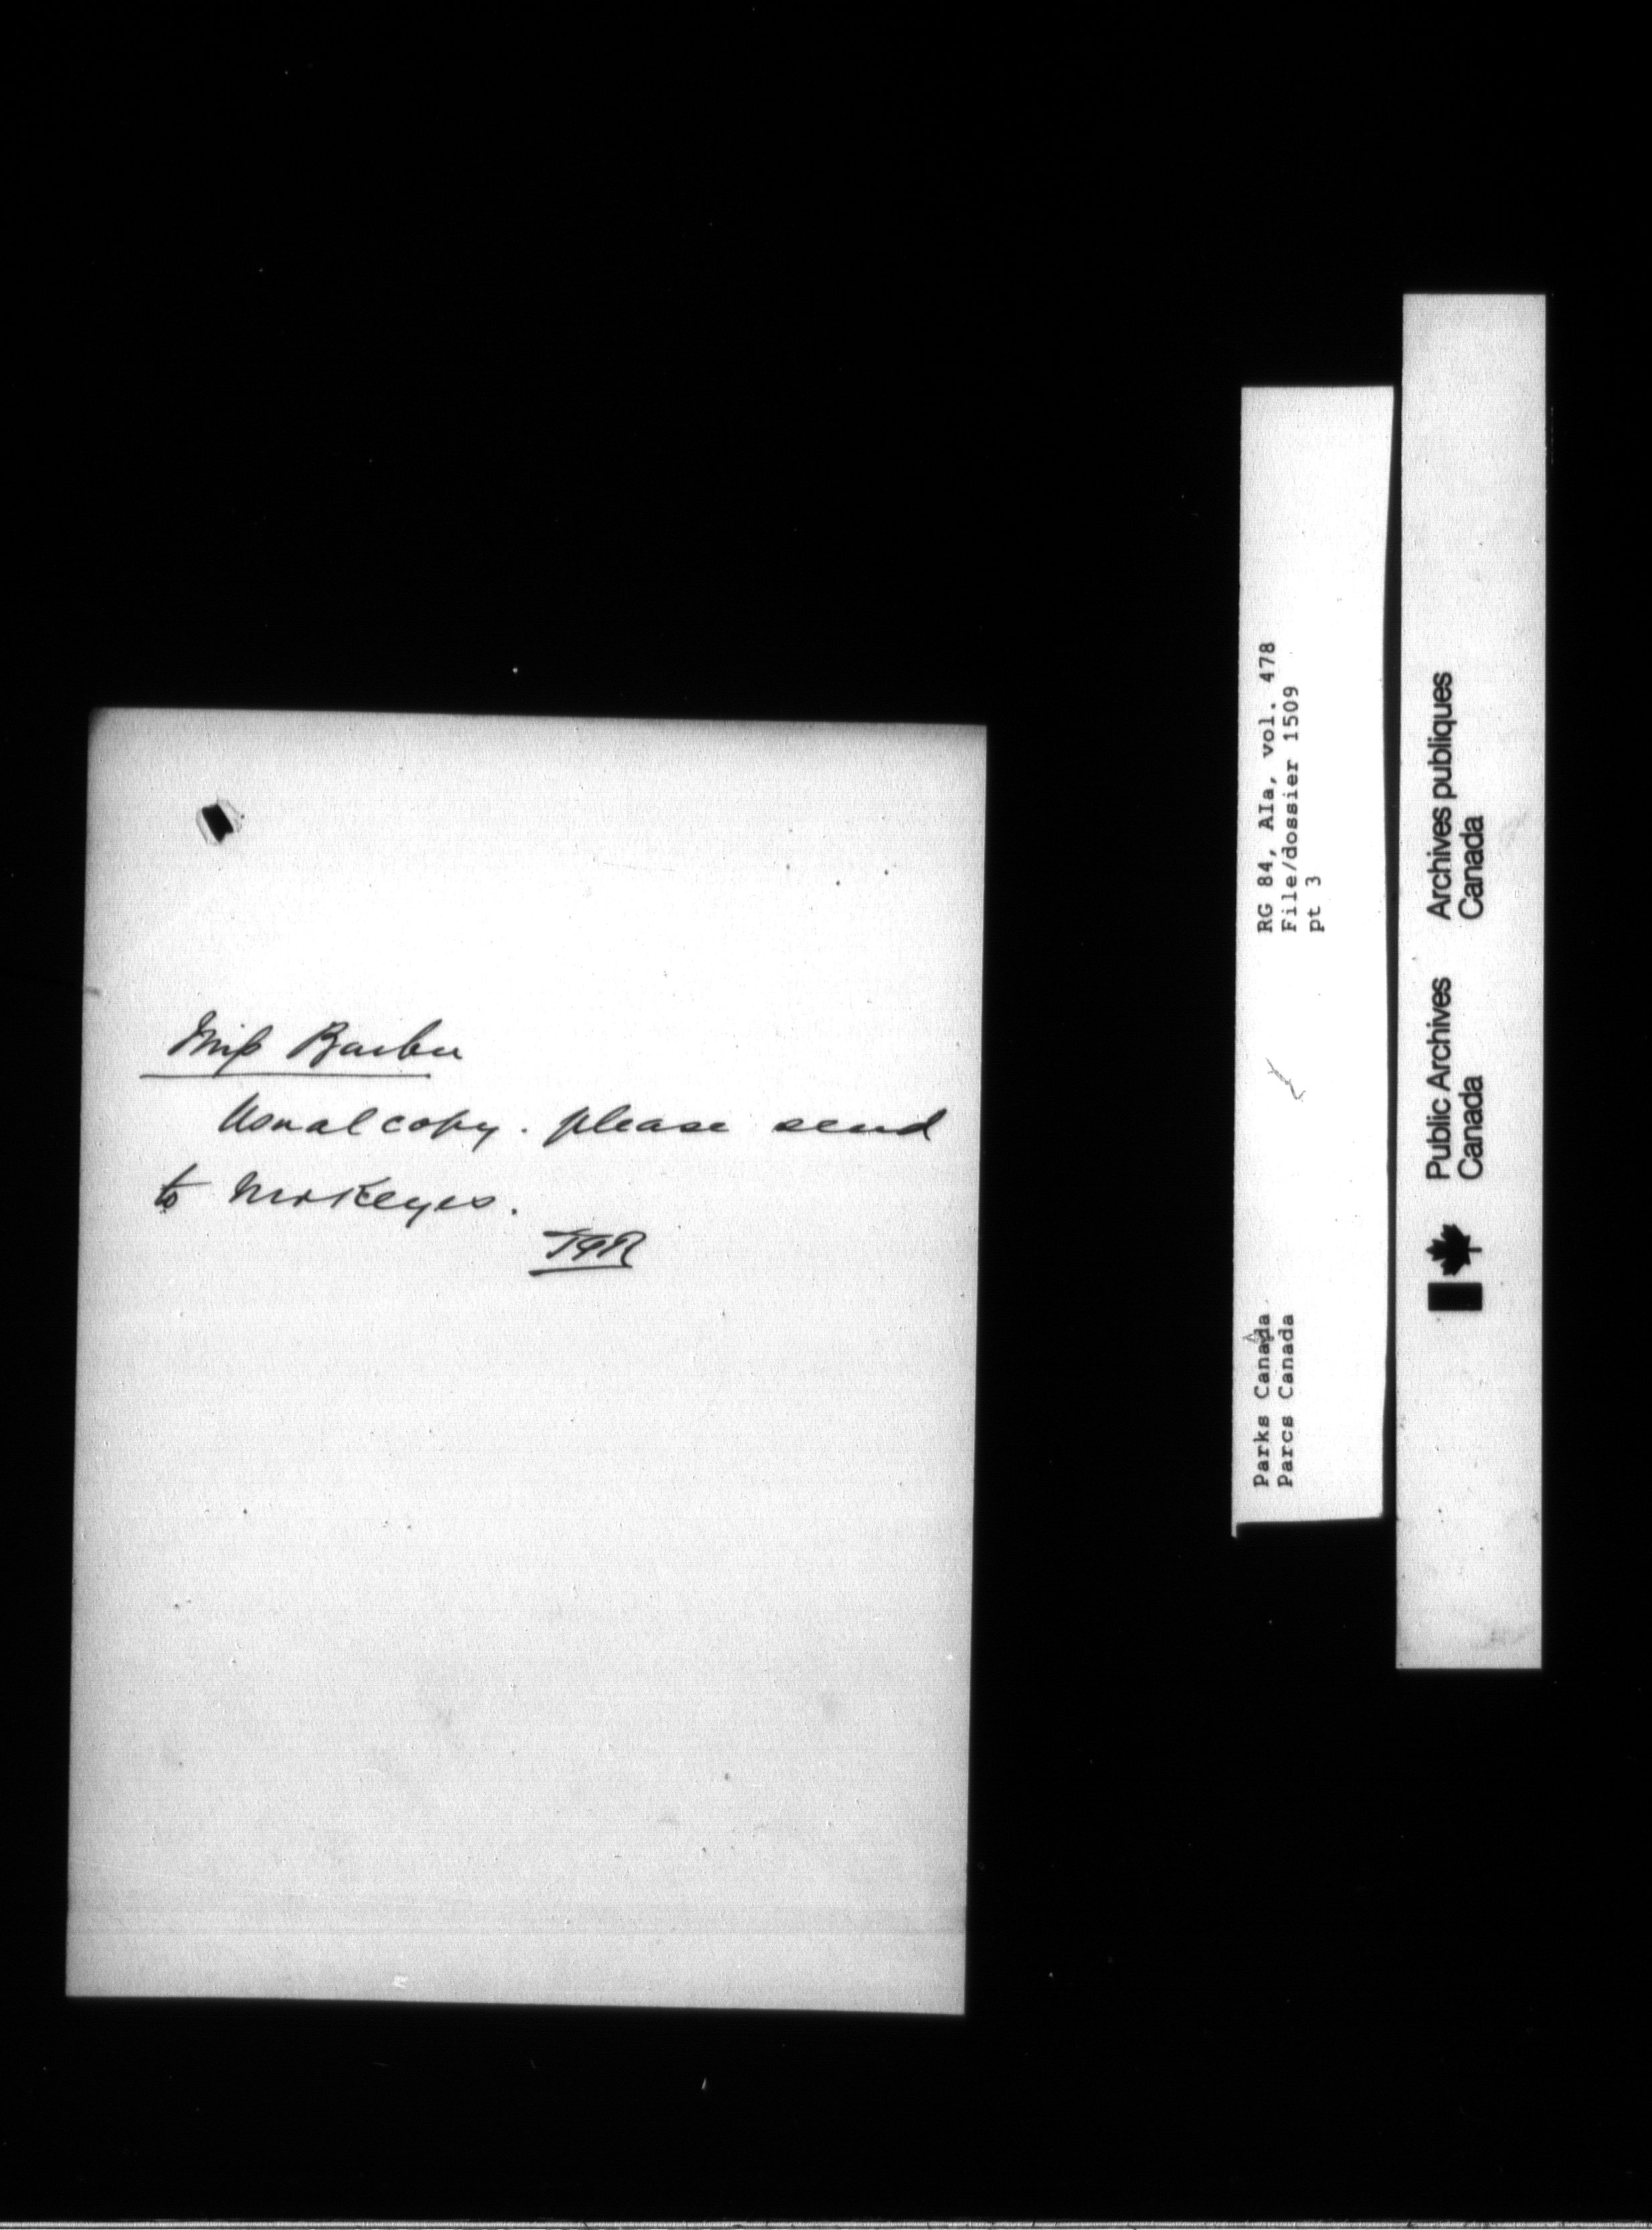 Miss Barber
Usual copy. please send
to Mr Keyes.
RG 84, AIa, vol. 478
File/dossier 1509
pt 3
Parks Canada
Parcs Canada
Public Archives
Canada
Archives publiques
Canada